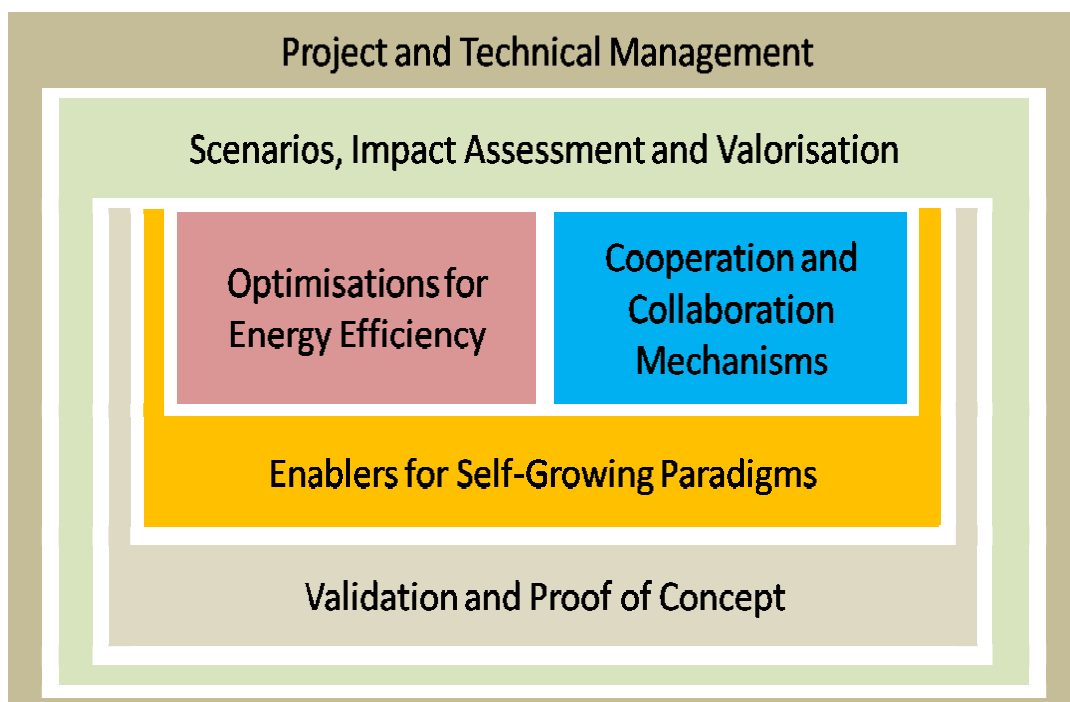 Project and Technical Management
Scenarios, Impact Assessment and Valorisation
Optimisations for
Energy Efficiency
Cooperation and
Collaboration
Mechanisms
Enablers for Self-Growing Paradigms
Validation and Proof of Concept